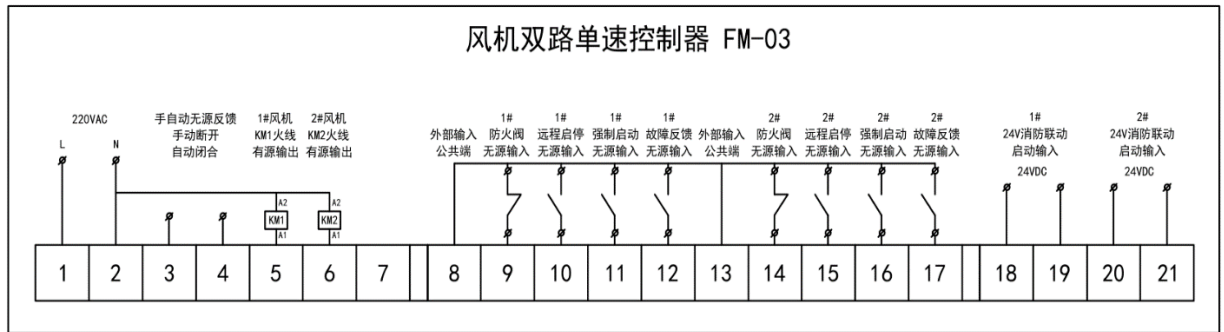 风机双路单速控制器 FM-03
220VAC
L
N
手自动无源反馈
手动断开
自动闭合
1#风机
KM1火线
有源输出
2#风机
KM2火线
有源输出
外部输入
公共端
1#
防火阀
无源输入
1#
远程启停
无源输入
1#
强制启动
无源输入
1#
故障反馈
无源输入
外部输入
公共端
2#
防火阀
无源输入
2#
远程启停
无源输入
2#
强制启动
无源输入
2#
故障反馈
无源输入
1#
24V消防联动
启动输入
24VDC
2#
24V消防联动
启动输入
24VDC
A2
KM1
A1
A2
KM2
A1
1 2 3 4 5 6 7 8 9 10 11 12 13 14 15 16 17 18 19 20 21